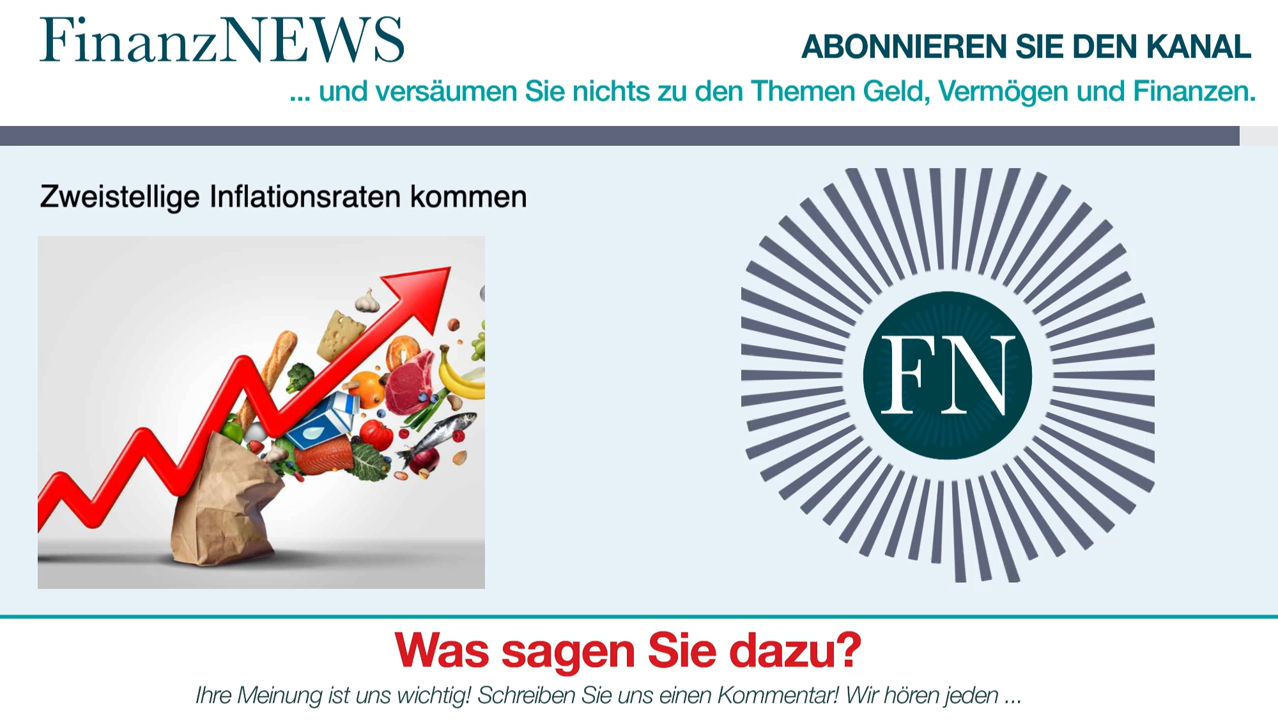 FinanzNEWS
ABONNIEREN SIE DEN KANAL
... und versäumen Sie nichts zu den Themen Geld, Vermögen und Finanzen.
Zweistellige Inflationsraten kommen
FN
Was sagen Sie dazu?
Ihre Meinung ist uns wichtig! Schreiben Sie uns einen Kommentar! Wir hören jeden ...